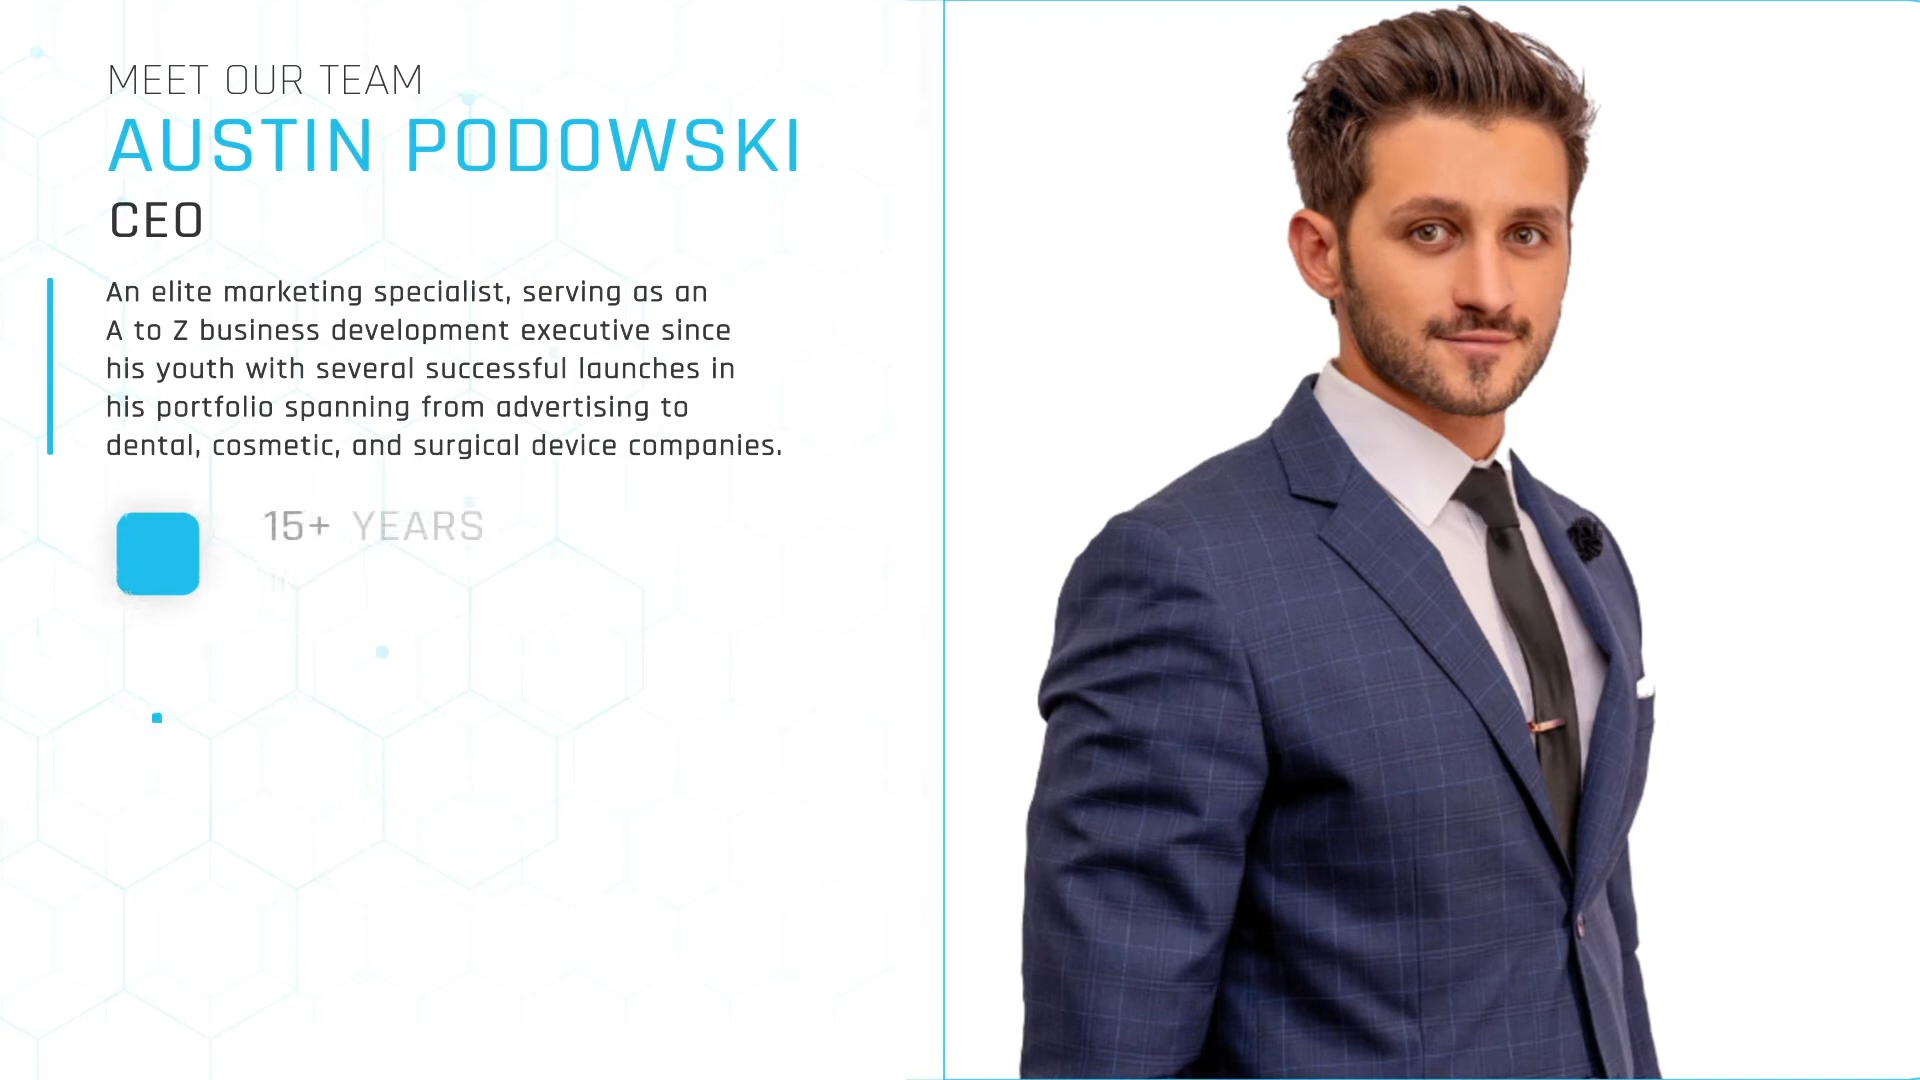 MEET OUR TEAM
AUSTIN PODOWSKI
CEO
An elite marketing specialist, serving as an
A to Z business development executive since
his youth with several successful launches in
his portfolio spanning from advertising to
dental, cosmetic, and surgical device companies.
15+ YEARS